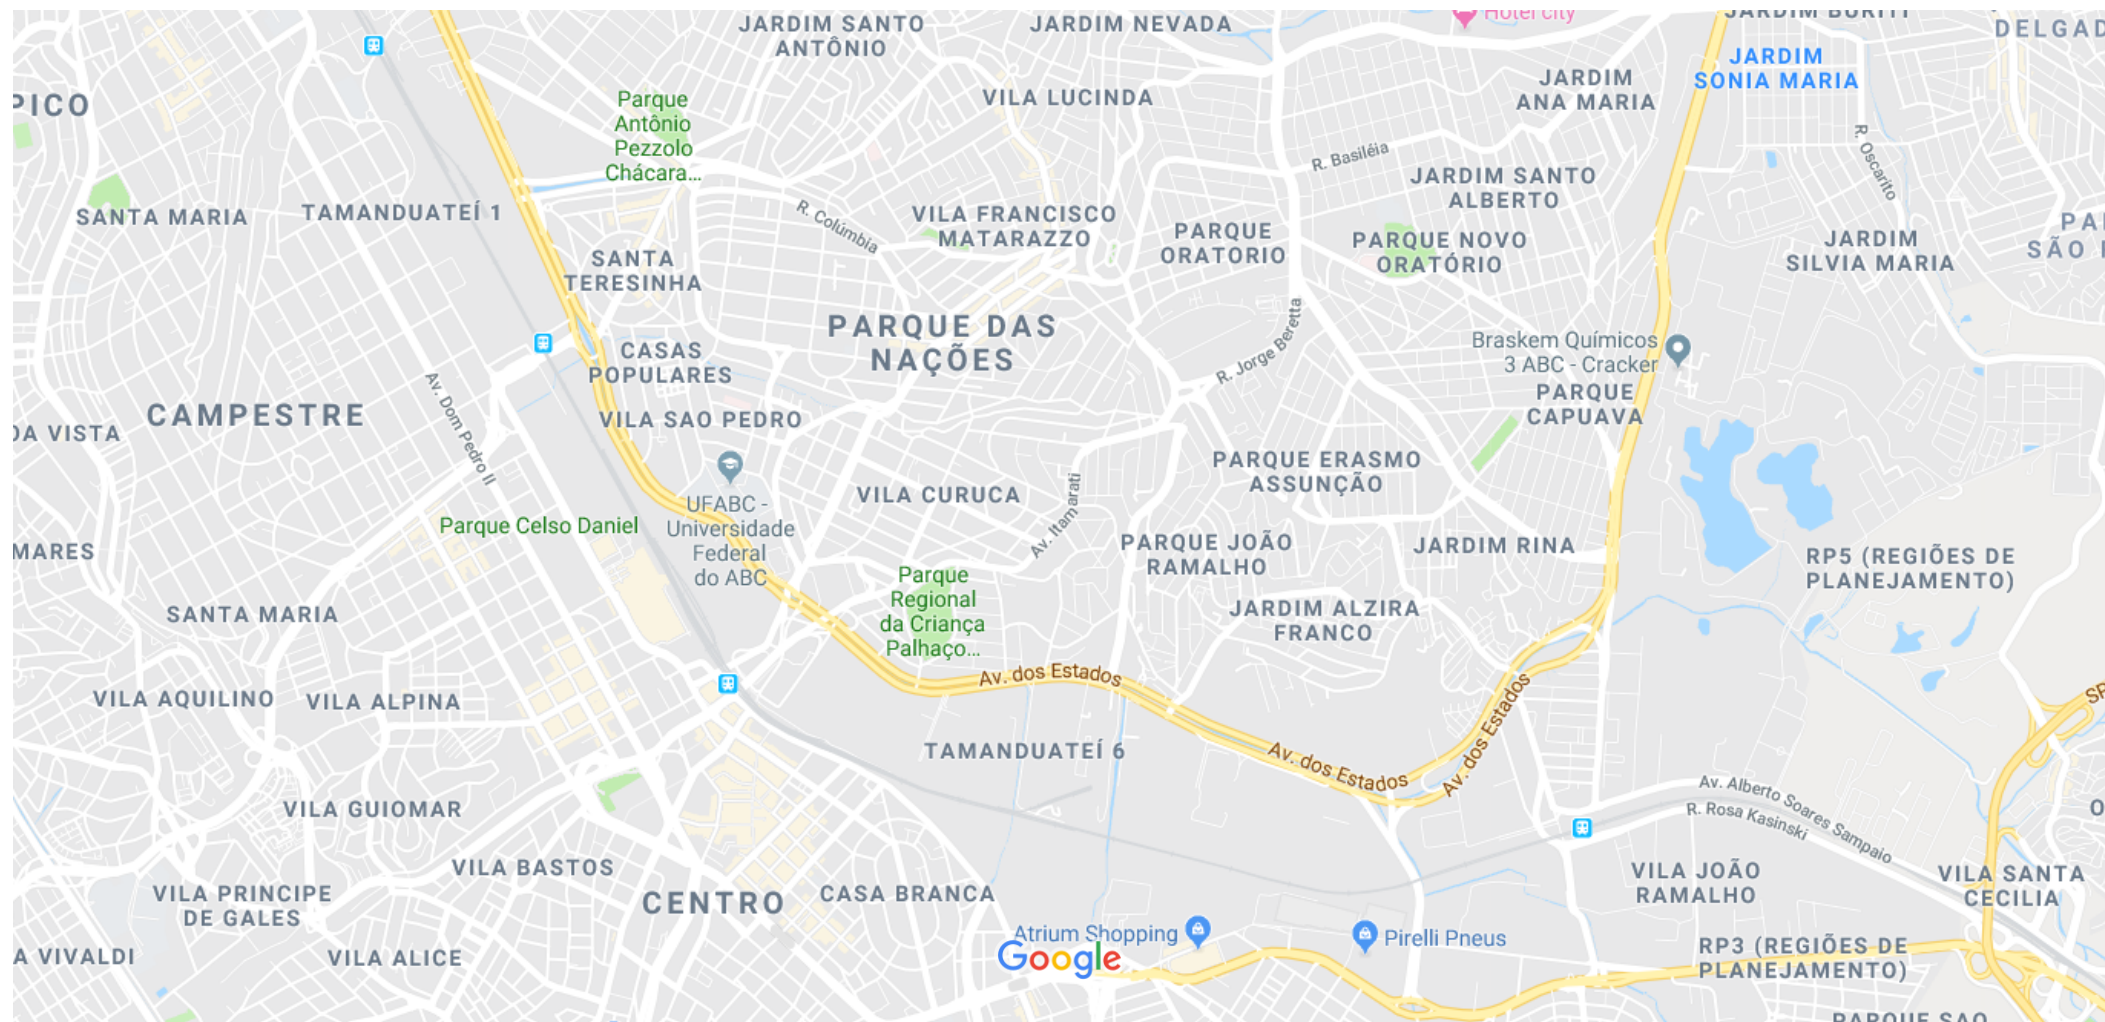 Hotel city
JARDIM BURITI
JARDIM SANTO
ANTÔNIO
JARDIM NEVADA
DELGAD
JARDIM
SONIA MARIA
JARDIM
ANA MARIA
PICO
Parque
Antônio
Pezzolo
Chácara...
VILA LUCINDA
R. Basiléia
R. Oscarito
JARDIM SANTO
ALBERTO
SANTA MARIA
TAMANDUATEÍ 1
R. Colúmbia
VILA FRANCISCO
MATARAZZO
PARQUE
ORATORIO
PARQUE NOVO
ORATÓRIO
JARDIM
SILVIA MARIA
PA
SÃO
SANTA
TERESINHA
PARQUE DAS
NAÇÕES
R. Jorge Beretta
Braskem Químicos
3 ABC - Cracker
CASAS
POPULARES
PARQUE
CAPUAVA
Av. Dom Pedro II
CAMPESTRE
OA VISTA
VILA SAO PEDRO
PARQUE ERASMO
ASSUNÇÃO
VILA CURUCA
Av. Itamarati
UFABC -
Universidade
Federal
do ABC
Parque Celso Daniel
MARES
PARQUE JOÃO
RAMALHO
JARDIM RINA
RP5 (REGIÕES DE
PLANEJAMENTO)
Parque
Regional
da Criança
Palhaço...
SANTA MARIA
JARDIM ALZIRA
FRANCO
Av. dos Estados
VILA AQUILINO
VILA ALPINA
SP
TAMANDUATEÍ 6
Av. dos Estados
Av. dos Estados
VILA GUIOMAR
Av. Alberto Soares Sampaio
R. Rosa Kasinski
O
VILA BASTOS
VILA JOÃO
RAMALHO
VILA SANTA
CECILIA
VILA PRINCIPE
DE GALES
CENTRO
CASA BRANCA
Atrium Shopping
Pirelli Pneus
RP3 (REGIÕES DE
PLANEJAMENTO)
A VIVALDI
VILA ALICE
Google
PARQUE SAO